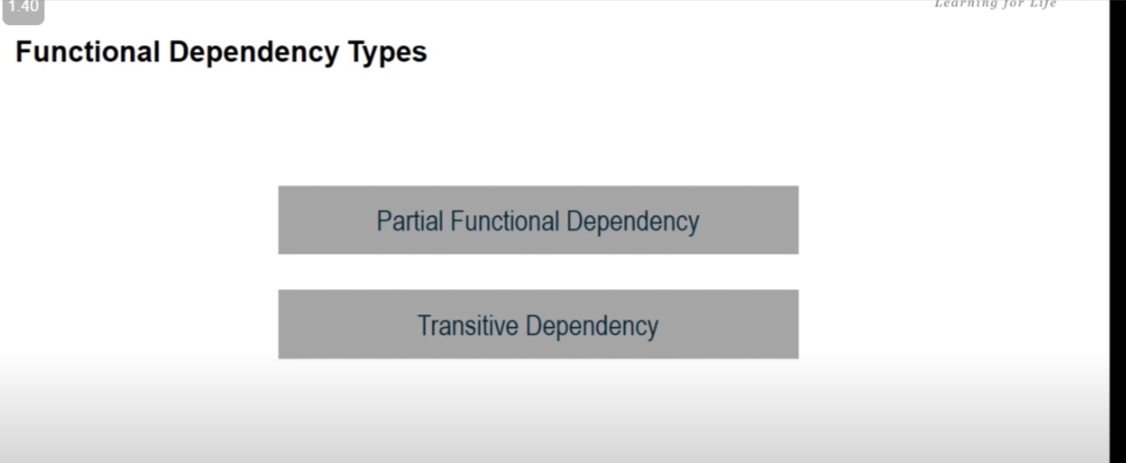 1.40
Learning for Life
Functional Dependency Types
Partial Functional Dependency
Transitive Dependency